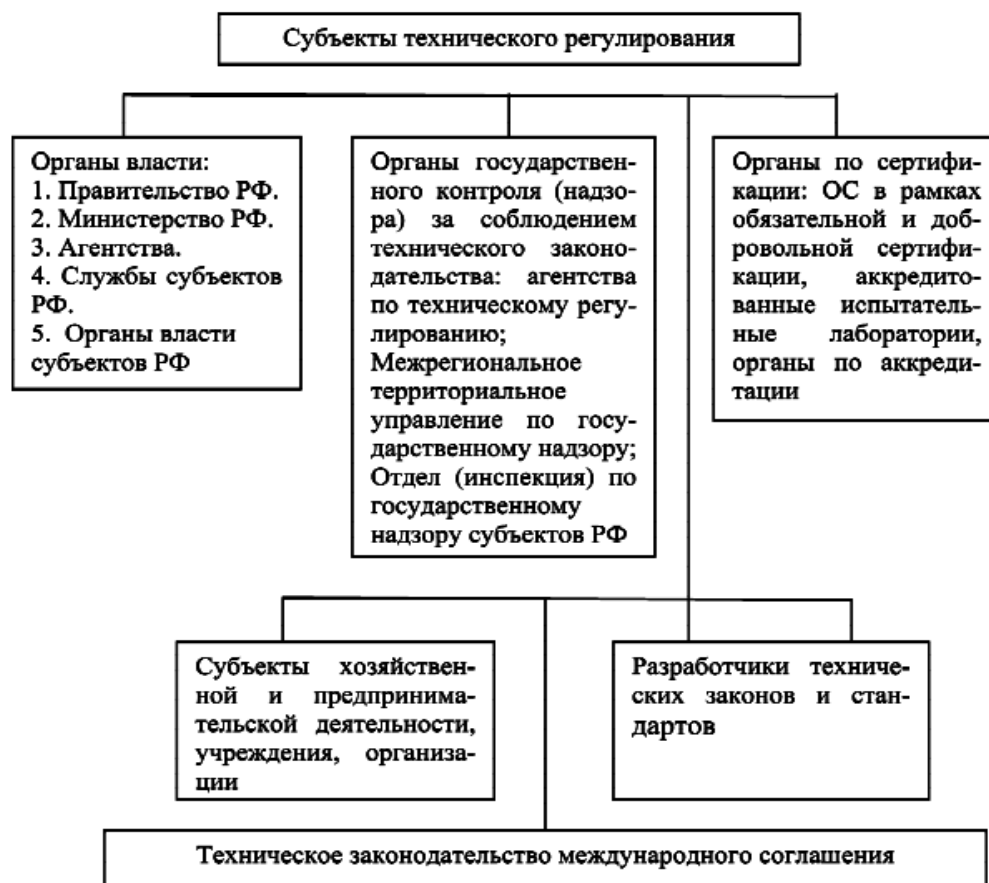 Субъекты технического регулирования
Органы власти:
1. Правительство РФ.
2. Министерство РФ.
3. Агентства.
4. Службы субъектов
РФ.
5. Органы власти
субъектов РФ
Органы государствен-
ного контроля (надзо-
ра) за соблюдением
технического законо-
дательства: агентства
по техническому регу-
лированию;
Межрегиональное
территориальное
управление по госу-
дарственному надзору;
Отдел (инспекция) по
государственному
надзору субъектов РФ
Органы по сертифи-
кации: ОС в рамках
обязательной и доб-
ровольной сертифи-
кации, аккредито-
ванные испытатель-
ные лаборатории,
органы по аккреди-
тации
Субъекты хозяйствен-
ной и предпринима-
тельской деятельности,
учреждения, организа-
ции
Разработчики техниче-
ских законов и стан-
дартов
Техническое законодательство международного соглашения